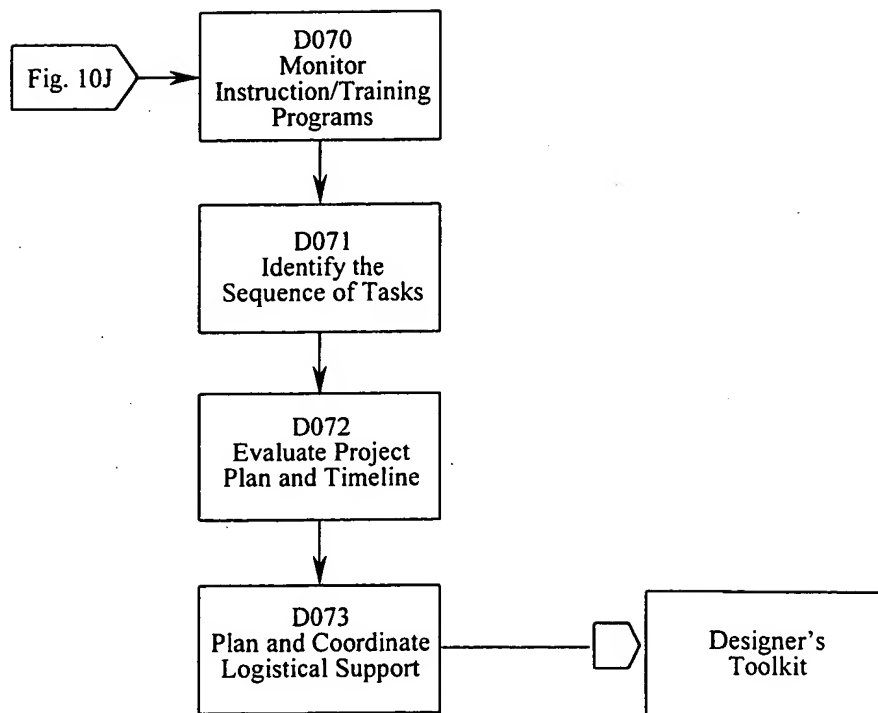 Fig. 10J
D070
Monitor
Instruction/Training
Programs
D071
Identify the
Sequence of Tasks
D072
Evaluate Project
Plan and Timeline
D073
Plan and Coordinate
Logistical Support
Designer's
Toolkit